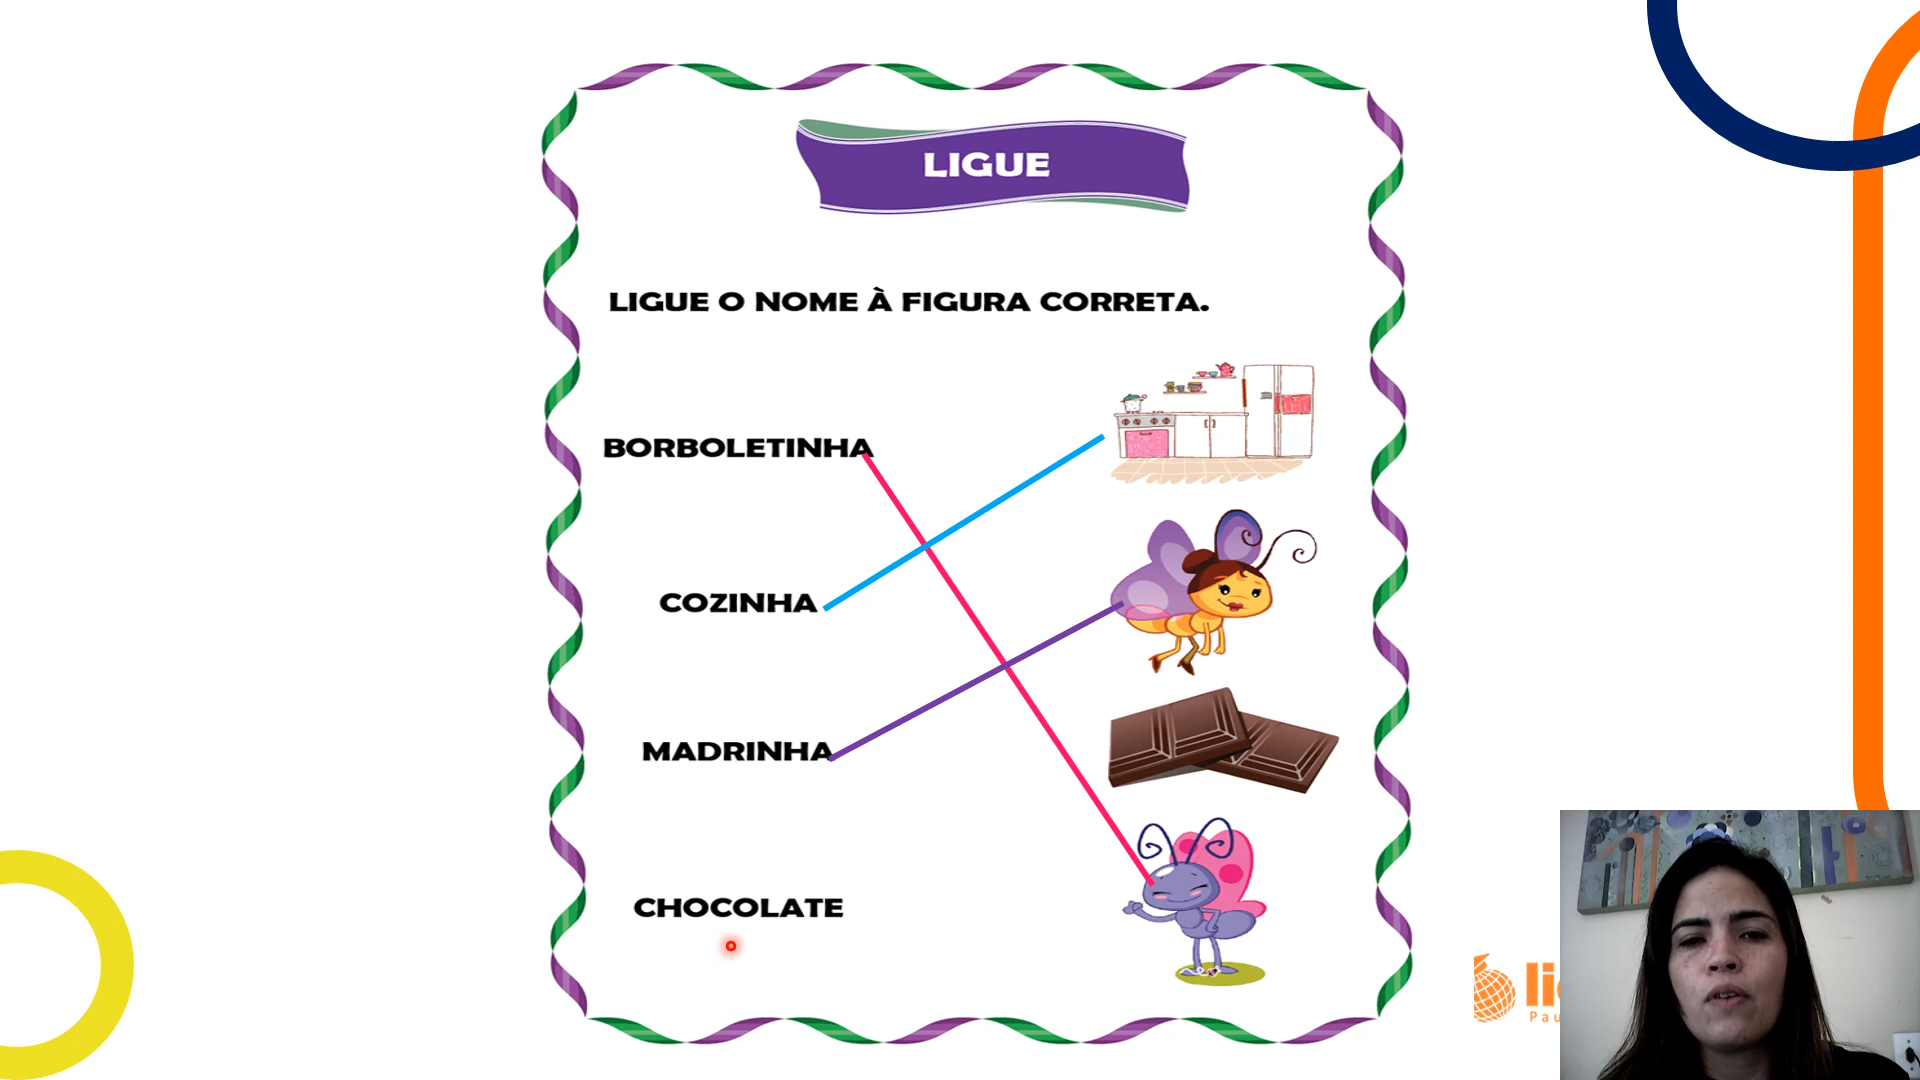 LIGUE
LIGUE O NOME À FIGURA CORRETA.
BORBOLETINHA
COZINHA
MADRINHA
CHOCOLATE